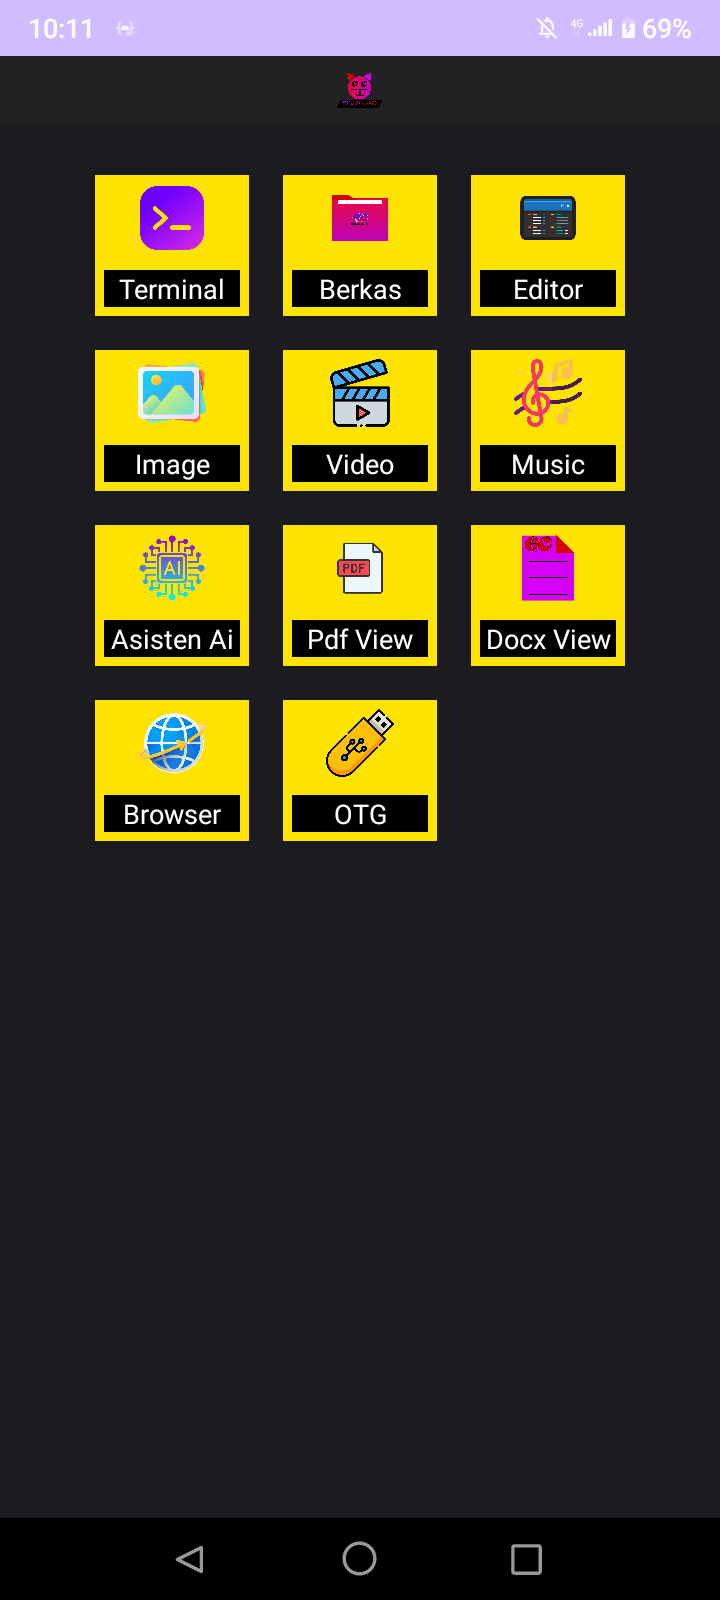 10:11
4G 69%
Terminal
Berkas
Editor
Image
Video
Music
AI
PDF
GC
Asisten Ai
Pdf View
Docx View
Browser
OTG